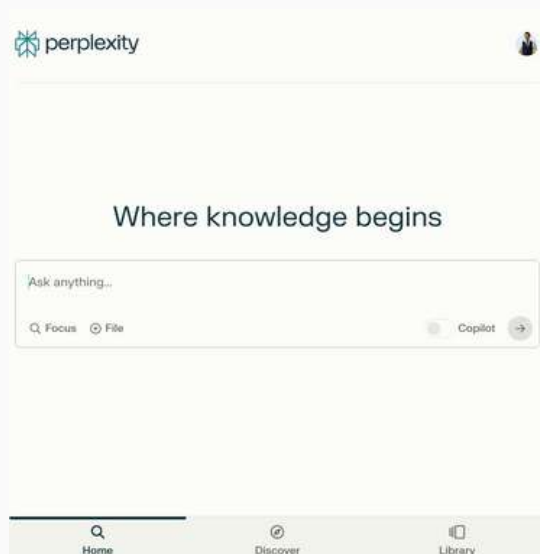 perplexity
Where knowledge begins
Ask anything...
Focus File Copilot
Home Discover Library